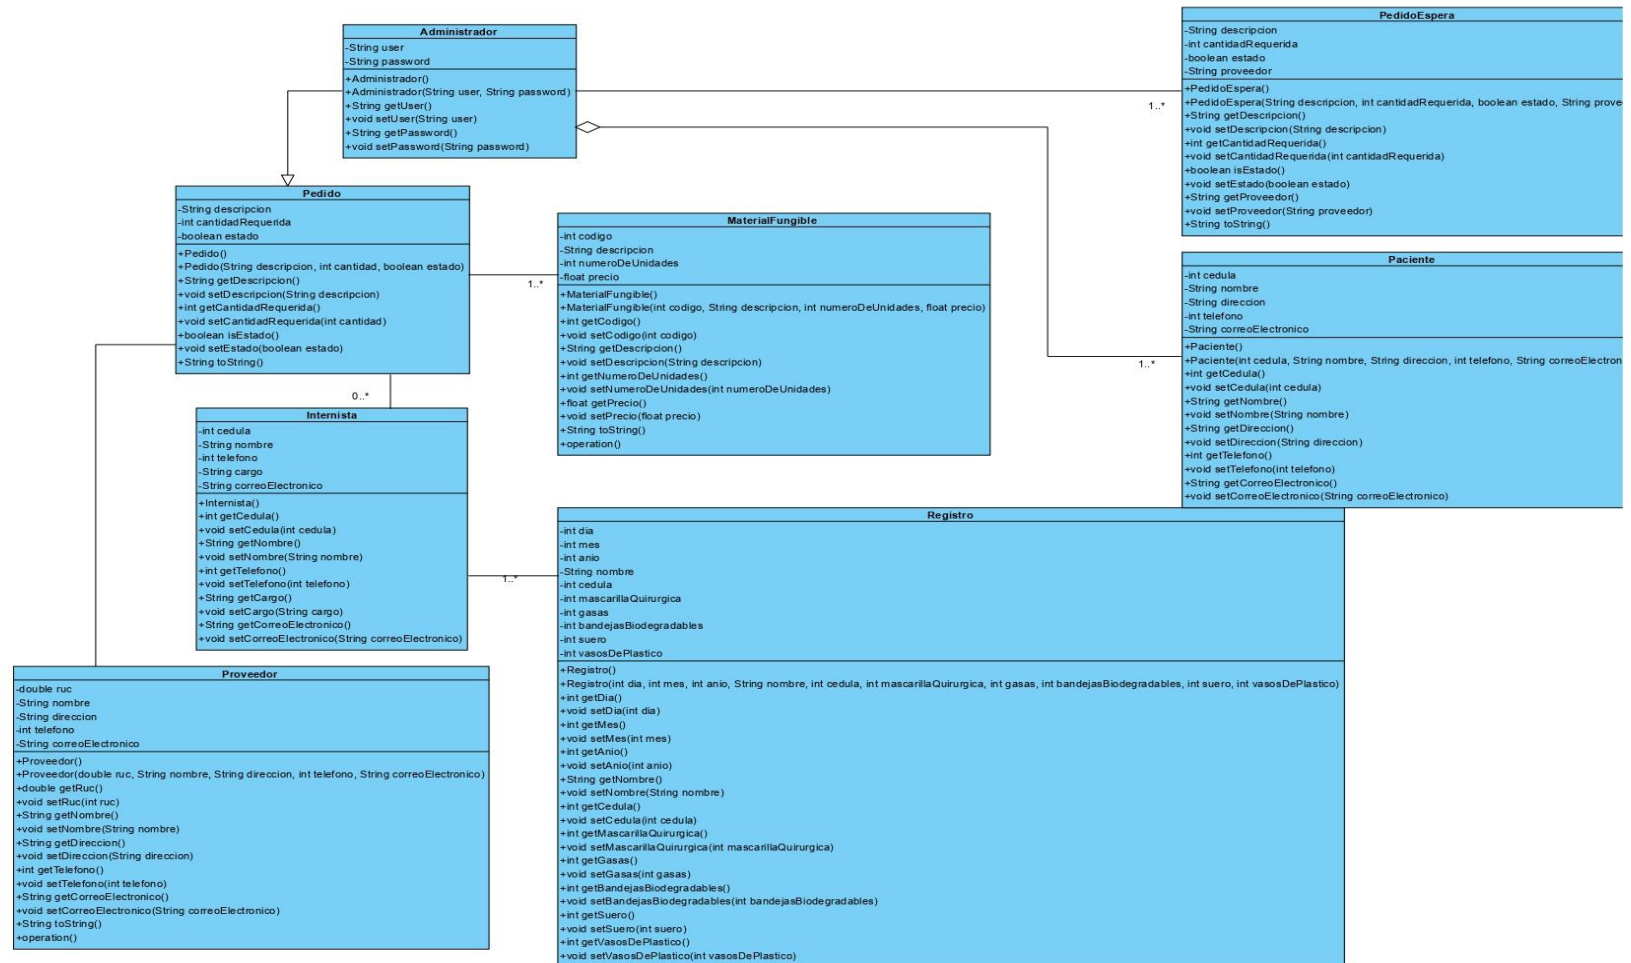 Administrador
-String user
-String password
+Administrador()
+Administrador(String user, String password)
+String getUser()
+void setUser(String user)
+String getPassword()
+void setPassword(String password)
PedidoEspera
-String descripcion
-int cantidadRequerida
-boolean estado
-String proveedor
+PedidoEspera()
+PedidoEspera(String descripcion, int cantidadRequerida, boolean estado, String prove
+String getDescripcion()
+void setDescripcion(String descripcion)
+int getCantidadRequerida()
+void setCantidadRequerida(int cantidadRequerida)
+boolean isEstado()
+void setEstado(boolean estado)
+String getProveedor()
+void setProveedor(String proveedor)
+String toString()
1..*
Pedido
-String descripcion
-int cantidadRequerida
-boolean estado
+Pedido()
+Pedido(String descripcion, int cantidad, boolean estado)
+String getDescripcion()
+void setDescripcion(String descripcion)
+int getCantidadRequerida()
+void setCantidadRequerida(int cantidad)
+boolean isEstado()
+void setEstado(boolean estado)
+String toString()
1..*
MaterialFungible
-int codigo
-String descripcion
-int numeroDeUnidades
-float precio
+MaterialFungible()
+MaterialFungible(int codigo, String descripcion, int numeroDeUnidades, float precio)
+int getCodigo()
+void setCodigo(int codigo)
+String getDescripcion()
+void setDescripcion(String descripcion)
+int getNumeroDeUnidades()
+void setNumeroDeUnidades(int numeroDeUnidades)
+float getPrecio()
+void setPrecio(float precio)
+String toString()
+operation()
1..*
Paciente
-int cedula
-String nombre
-String direccion
-int telefono
-String correoElectronico
+Paciente()
+Paciente(int cedula, String nombre, String direccion, int telefono, String correoElectron
+int getCedula()
+void setCedula(int cedula)
+String getNombre()
+void setNombre(String nombre)
+String getDireccion()
+void setDireccion(String direccion)
+int getTelefono()
+void setTelefono(int telefono)
+String getCorreoElectronico()
+void setCorreoElectronico(String correoElectronico)
0..*
Internista
-int cedula
-String nombre
-int telefono
-String cargo
-String correoElectronico
+Internista()
+int getCedula()
+void setCedula(int cedula)
+String getNombre()
+void setNombre(String nombre)
+int getTelefono()
+void setTelefono(int telefono)
+String getCargo()
+void setCargo(String cargo)
+String getCorreoElectronico()
+void setCorreoElectronico(String correoElectronico)
1..*
Registro
-int dia
-int mes
-int anio
-String nombre
-int cedula
-int mascarillaQuirurgica
-int gasas
-int bandejasBiodegradables
-int suero
-int vasosDePlastico
+Registro()
+Registro(int dia, int mes, int anio, String nombre, int cedula, int mascarillaQuirurgica, int gasas, int bandejasBiodegradables, int suero, int vasosDePlastico)
+int getDia()
+void setDia(int dia)
+int getMes()
+void setMes(int mes)
+int getAnio()
+void setAnio(int anio)
+String getNombre()
+void setNombre(String nombre)
+int getCedula()
+void setCedula(int cedula)
+int getMascarillaQuirurgica()
+void setMascarillaQuirurgica(int mascarillaQuirurgica)
+int getGasas()
+void setGasas(int gasas)
+int getBandejasBiodegradables()
+void setBandejasBiodegradables(int bandejasBiodegradables)
+int getSuero()
+void setSuero(int suero)
+int getVasosDePlastico()
+void setVasosDePlastico(int vasosDePlastico)
Proveedor
-double ruc
-String nombre
-String direccion
-int telefono
-String correoElectronico
+Proveedor()
+Proveedor(double ruc, String nombre, String direccion, int telefono, String correoElectronico)
+double getRuc()
+void setRuc(int ruc)
+String getNombre()
+void setNombre(String nombre)
+String getDireccion()
+void setDireccion(String direccion)
+int getTelefono()
+void setTelefono(int telefono)
+String getCorreoElectronico()
+void setCorreoElectronico(String correoElectronico)
+String toString()
+operation()